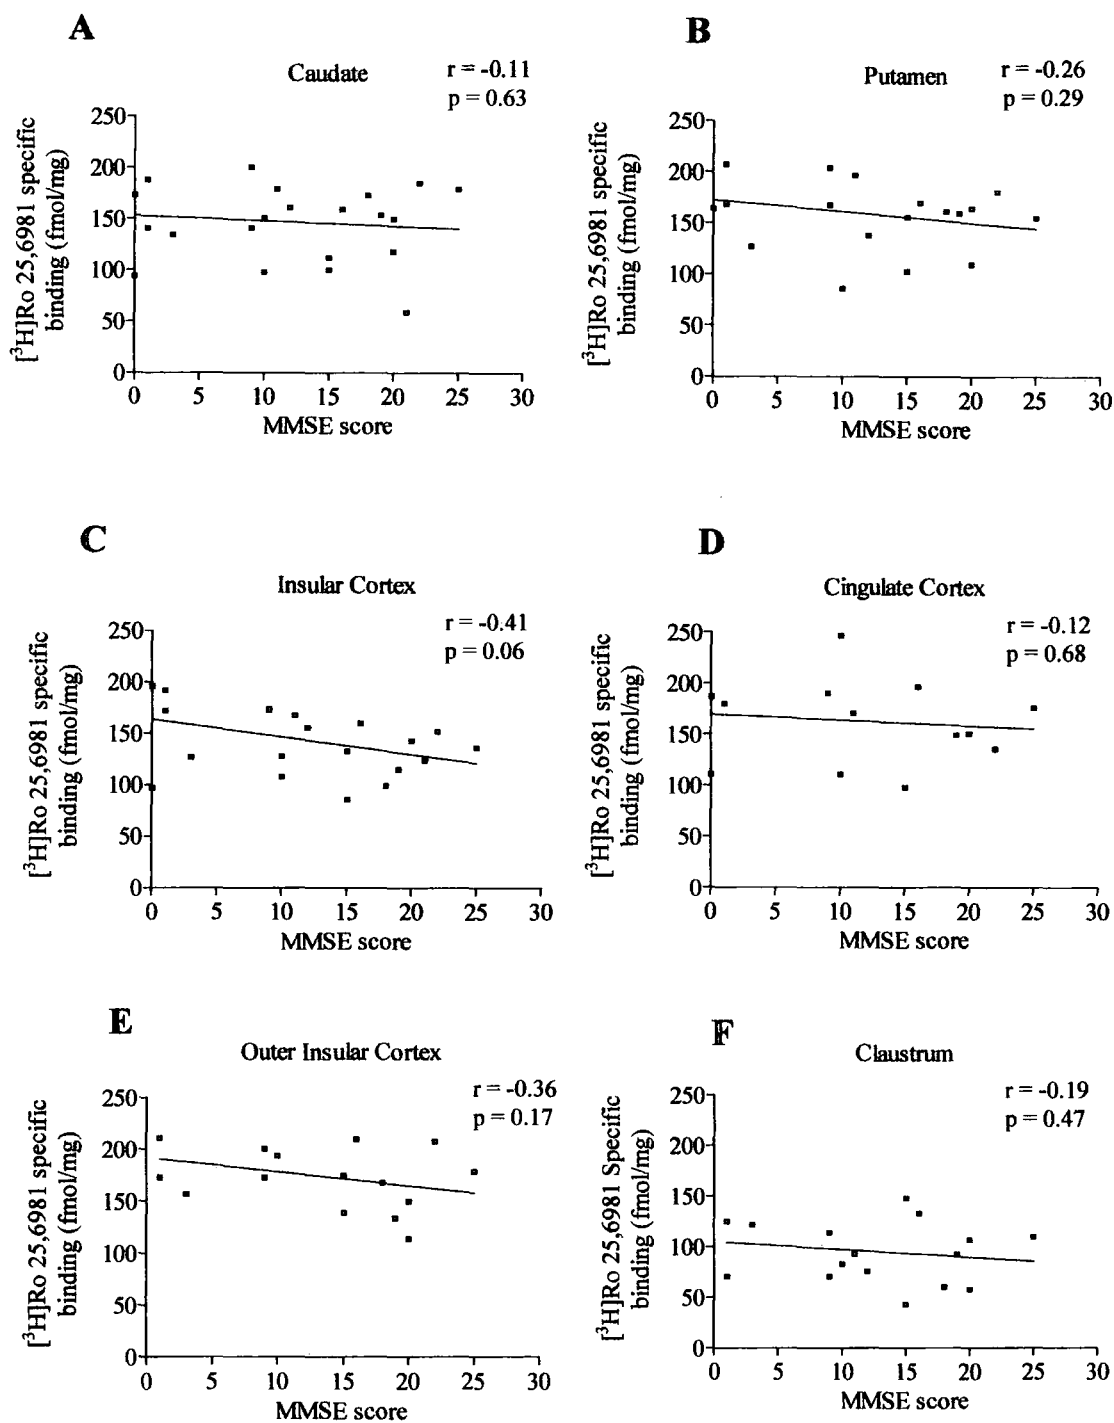 A
Caudate
r = -0.11
p = 0.63
[³H]Ro 25,6981 specific
binding (fmol/mg)
250
200
150
100
50
0
0 5 10 15 20 25 30
MMSE score
B
Putamen
r = -0.26
p = 0.29
[³H]Ro 25,6981 specific
binding (fmol/mg)
250
200
150
100
50
0
0 5 10 15 20 25 30
MMSE score
C
Insular Cortex
r = -0.41
p = 0.06
[³H]Ro 25,6981 specific
binding (fmol/mg)
250
200
150
100
50
0
0 5 10 15 20 25 30
MMSE score
D
Cingulate Cortex
r = -0.12
p = 0.68
[³H]Ro 25,6981 specific
binding (fmol/mg)
250
200
150
100
50
0
0 5 10 15 20 25 30
MMSE score
E
Outer Insular Cortex
r = -0.36
p = 0.17
[³H]Ro 25,6981 specific
binding (fmol/mg)
250
200
150
100
50
0
0 5 10 15 20 25 30
MMSE score
F
Claustrum
r = -0.19
p = 0.47
[³H]Ro 25,6981 Specific
binding (fmol/mg)
250
200
150
100
50
0
0 5 10 15 20 25 30
MMSE score